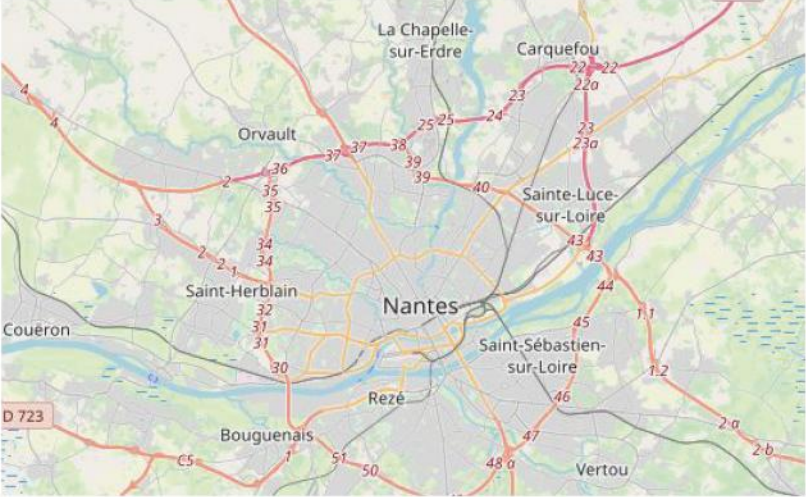 La Chapelle-
sur-Erdre
Carquefou
22
22
22a
4
23
4
25
25
24
23
23a
Orvault
37
37
38
39
39
36
2
35
35
40
Sainte-Luce-
sur-Loire
3
34
34
2
2
1
43
43
44
Saint-Herblain
Nantes
32
31
31
1.1
45
Couëron
Saint-Sébastien-
sur-Loire
30
1.2
Rezé
46
D 723
Bouguenais
47
2 a
2 b
C5
1
51
50
48 a
Vertou